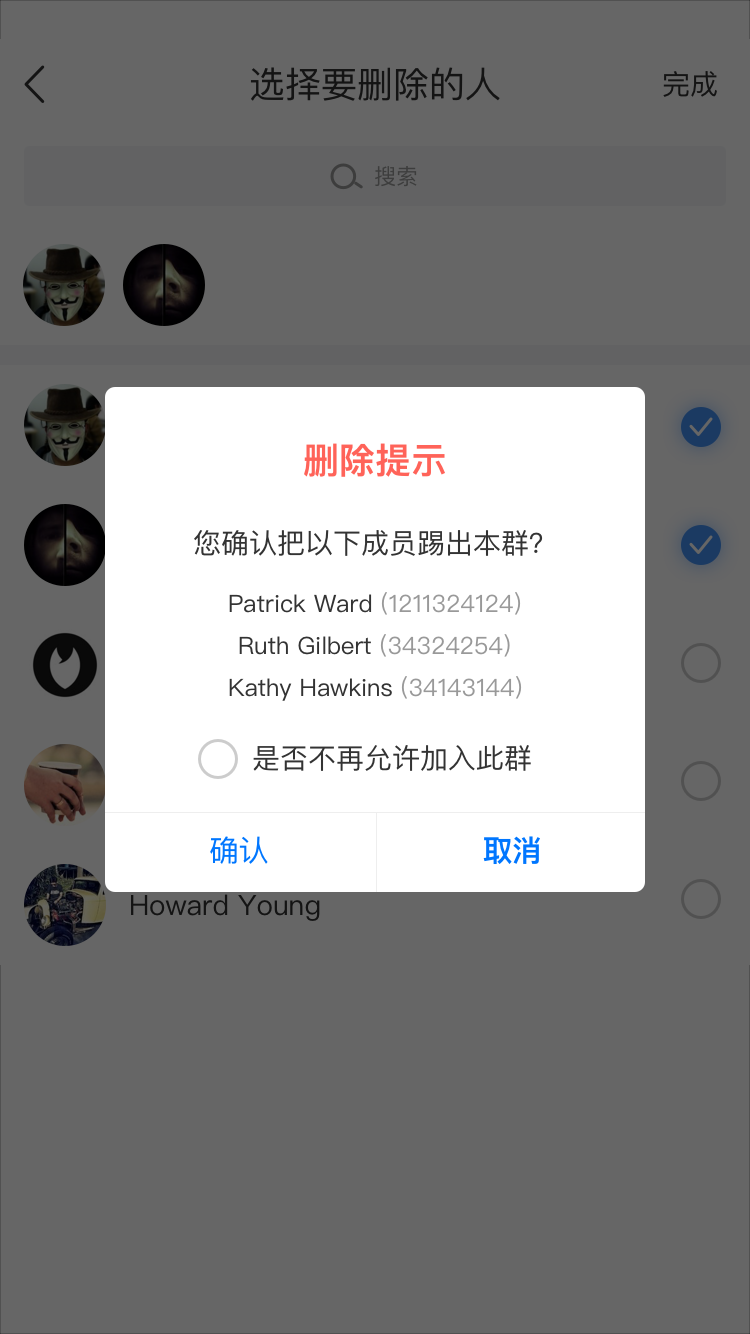 选择要删除的人 完成
搜索
删除提示
您确认把以下成员踢出本群?
Patrick Ward (1211324124)
Ruth Gilbert (34324254)
Kathy Hawkins (34143144)
是否不再允许加入此群
确认 取消
Howard Young